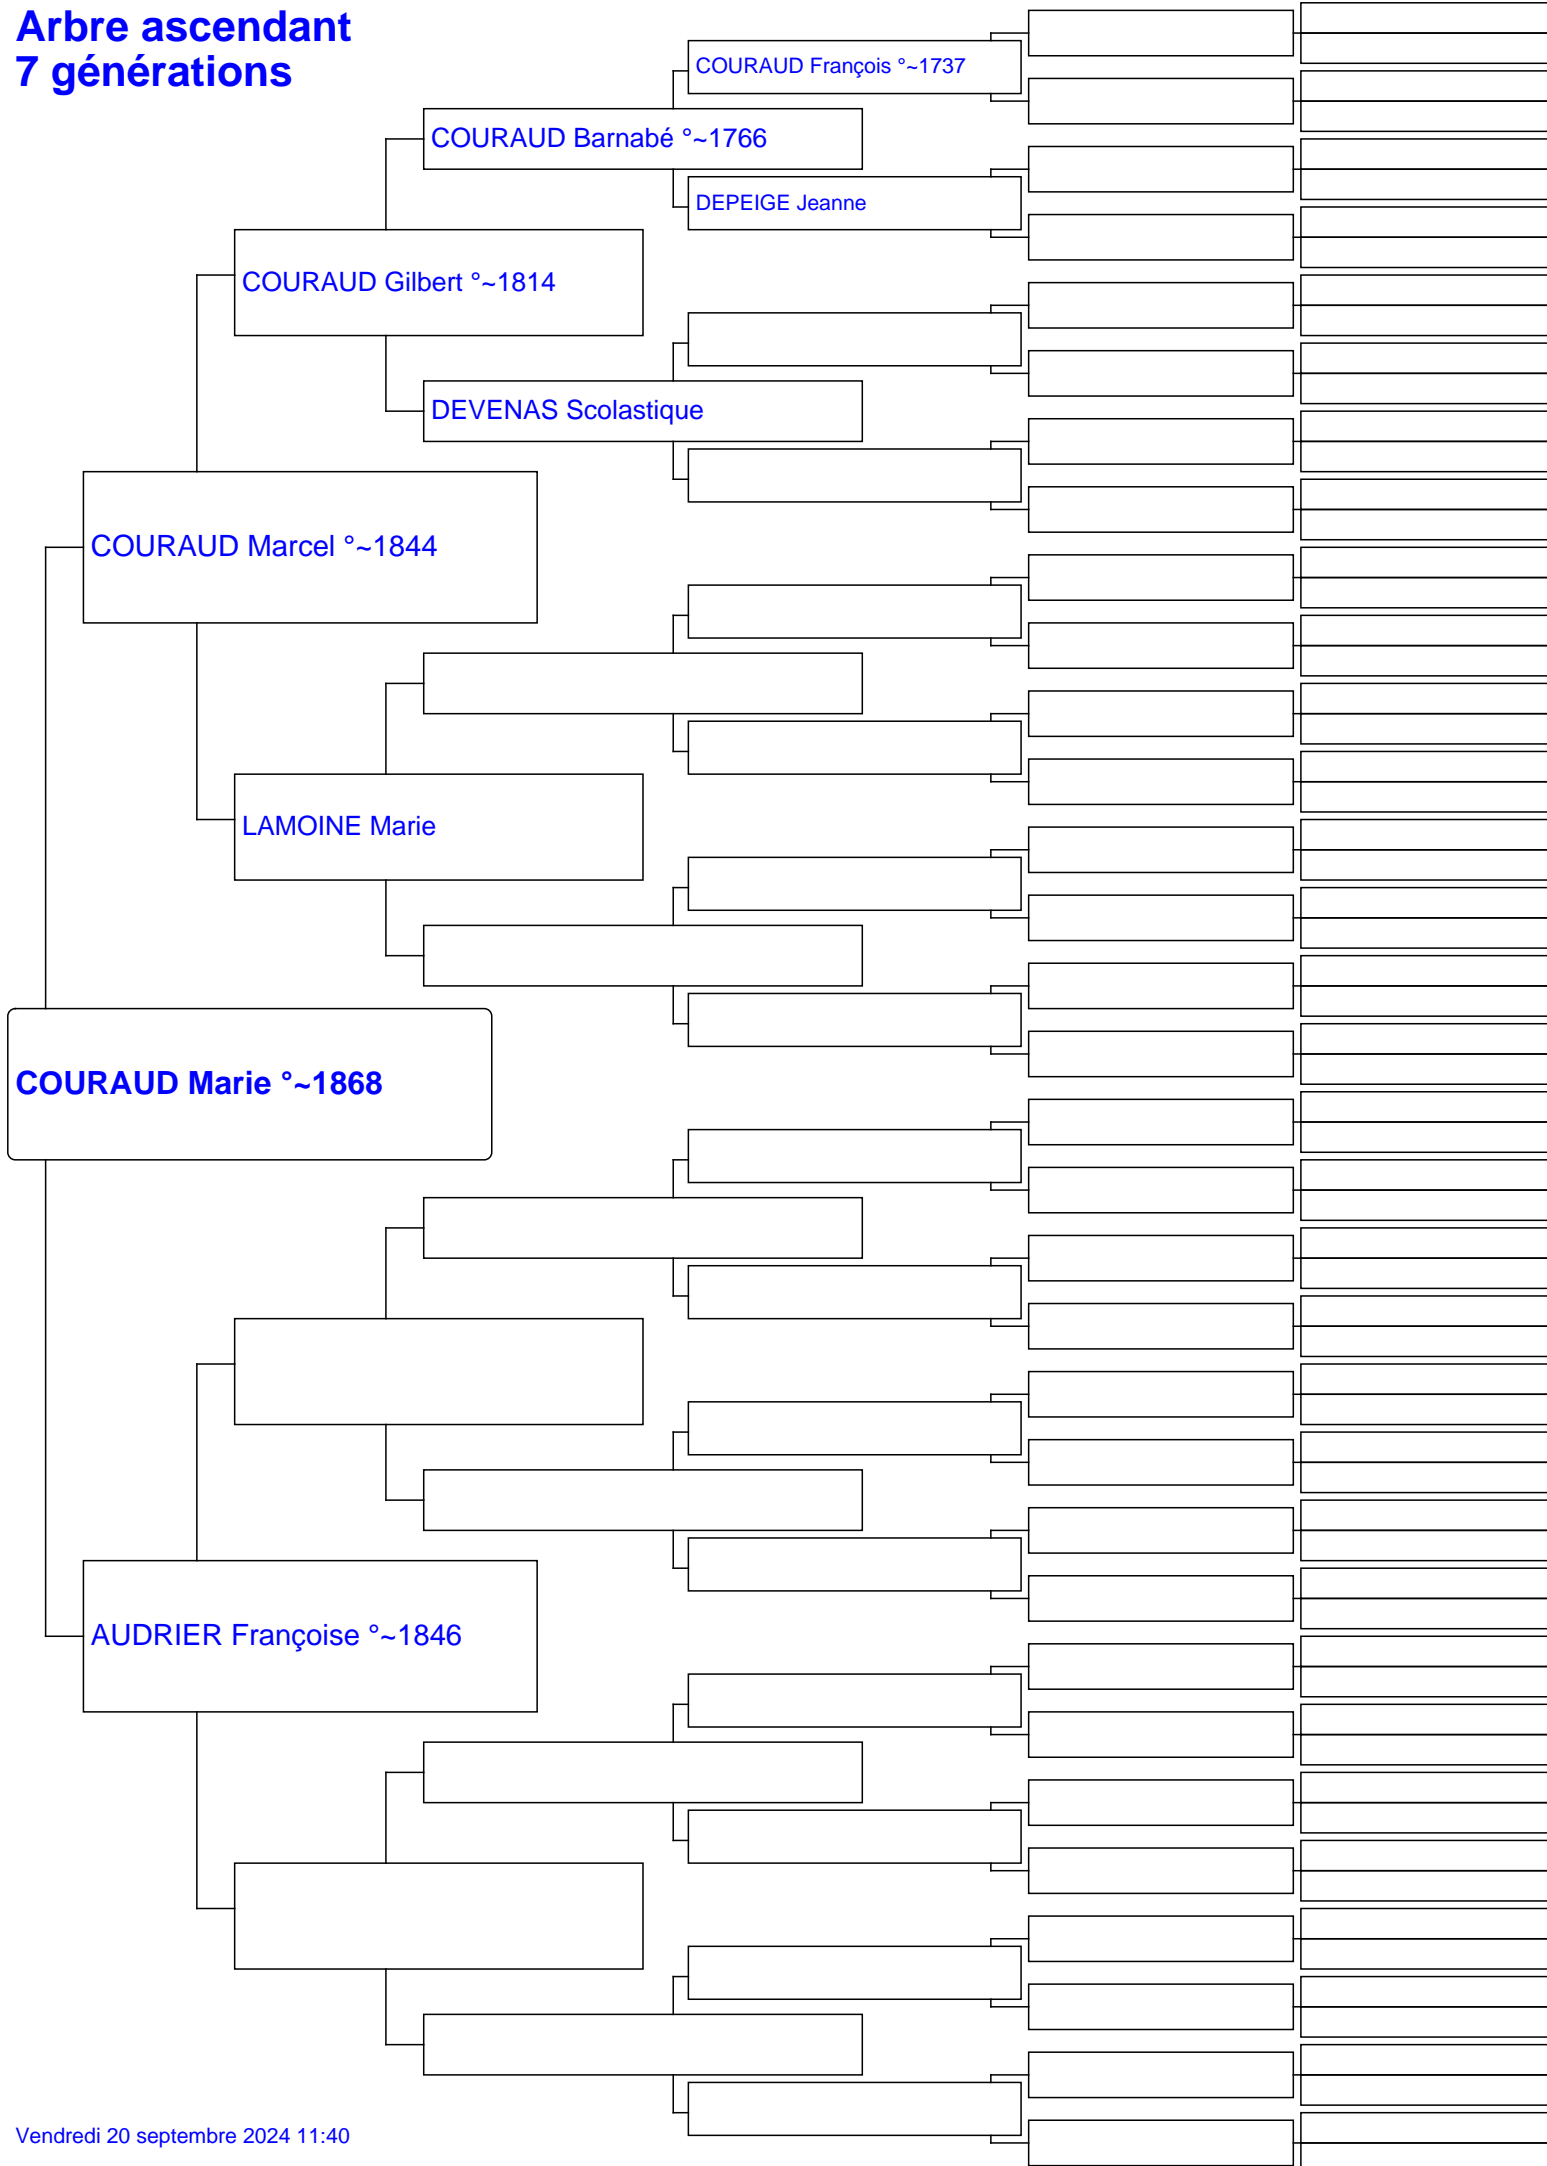 Arbre ascendant
7 générations
COURAUD François °~1737
COURAUD Barnabé °~1766
DEPEIGE Jeanne
COURAUD Gilbert °~1814
DEVENAS Scolastique
COURAUD Marcel °~1844
LAMOINE Marie
COURAUD Marie °~1868
AUDRIER Françoise °~1846
Vendredi 20 septembre 2024 11:40